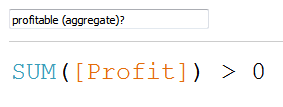 profitable (aggregate)?
SUM([Profit]) > 0